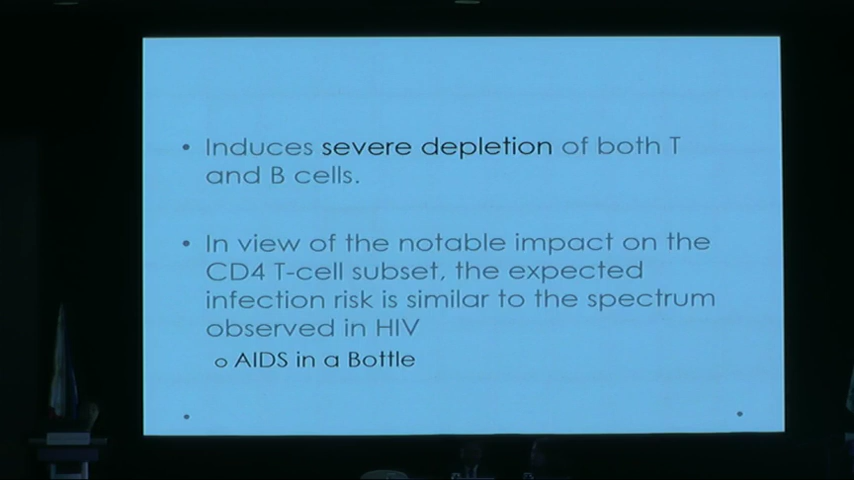 • Induces severe depletion of both T
and B cells.
• In view of the notable impact on the
CD4 T-cell subset, the expected
infection risk is similar to the spectrum
observed in HIV
o AIDS in a Bottle